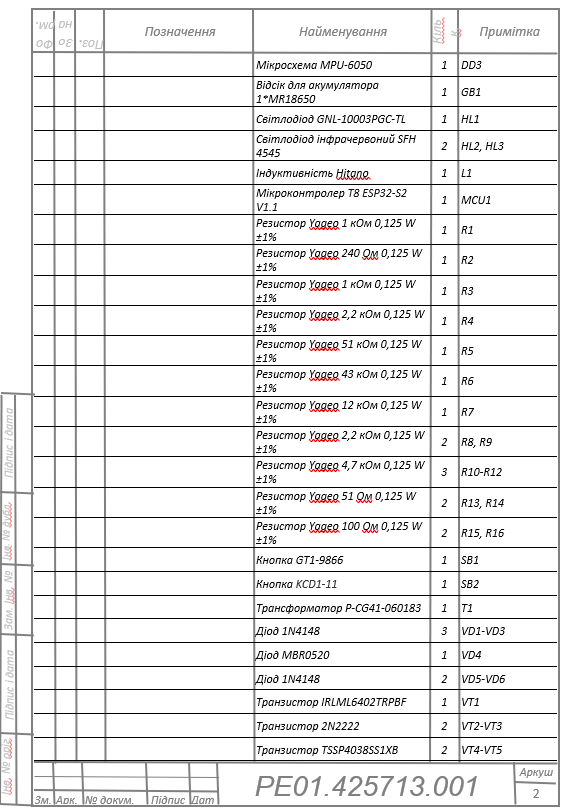 Фо
рм.
Зо
на
Поз.
Позначення
Найменування
Кіль
к
Примітка
Мікросхема MPU-6050 1 DD3
Відсік для акумулятора
1*MR18650 1 GB1
Світлодіод GNL-10003PGC-TL 1 HL1
Світлодіод інфрачервоний SFH
4545 2 HL2, HL3
Індуктивність Hitano 1 L1
Мікроконтролер T8 ESP32-S2
V1.1 1 MCU1
Резистор Yageo 1 кОм 0,125 W
±1% 1 R1
Резистор Yageo 240 Ом 0,125 W
±1% 1 R2
Резистор Yageo 1 кОм 0,125 W
±1% 1 R3
Резистор Yageo 2,2 кОм 0,125 W
±1% 1 R4
Резистор Yageo 51 кОм 0,125 W
±1% 1 R5
Резистор Yageo 43 кОм 0,125 W
±1% 1 R6
Резистор Yageo 12 кОм 0,125 W
±1% 1 R7
Резистор Yageo 2,2 кОм 0,125 W
±1% 2 R8, R9
Резистор Yageo 4,7 кОм 0,125 W
±1% 3 R10-R12
Резистор Yageo 51 Ом 0,125 W
±1% 2 R13, R14
Резистор Yageo 100 Ом 0,125 W
±1% 2 R15, R16
Кнопка GT1-9866 1 SB1
Кнопка KCD1-11 1 SB2
Трансформатор P-CG41-060183 1 T1
Діод 1N4148 3 VD1-VD3
Діод MBR0520 1 VD4
Діод 1N4148 2 VD5-VD6
Транзистор IRLML6402TRPBF 1 VT1
Транзистор 2N2222 2 VT2-VT3
Транзистор TSSP4038SS1XB 2 VT4-VT5
Підпис і дата
Інв. № дубл.
Зам. Інв. №
Підпис і дата
Інв. № оріг.
Зм. Арк. № докум. Підпис Дат
РЕ01.425713.001
Аркуш
2